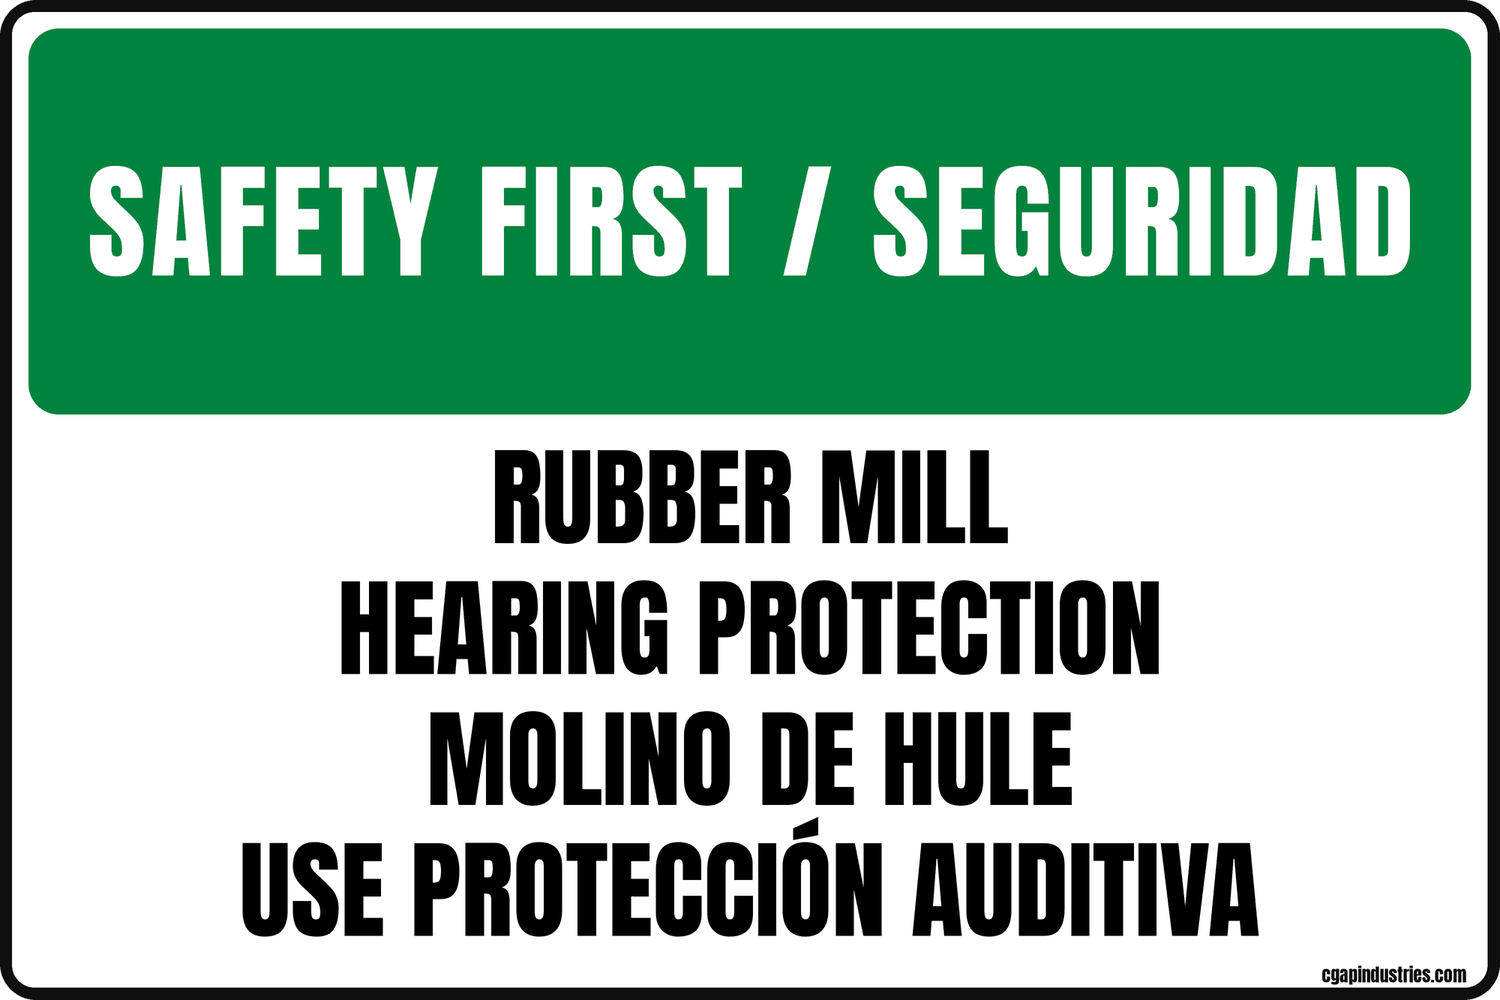 SAFETY FIRST / SEGURIDAD
RUBBER MILL
HEARING PROTECTION
MOLINO DE HULE
USE PROTECCIÓN AUDITIVA
cgapindustries.com